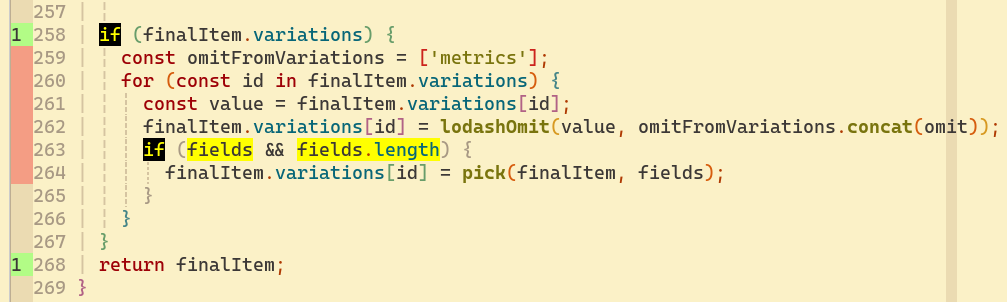 257
1 258 if (finalItem.variations) {
259 const omitFromVariations = ['metrics'];
260 for (const id in finalItem.variations) {
261 const value = finalItem.variations[id];
262 finalItem.variations[id] = lodashOmit(value, omitFromVariations.concat(omit));
263 if (fields && fields.length) {
264 finalItem.variations[id] = pick(finalItem, fields);
265 }
266 }
267 }
1 268 return finalItem;
269 }